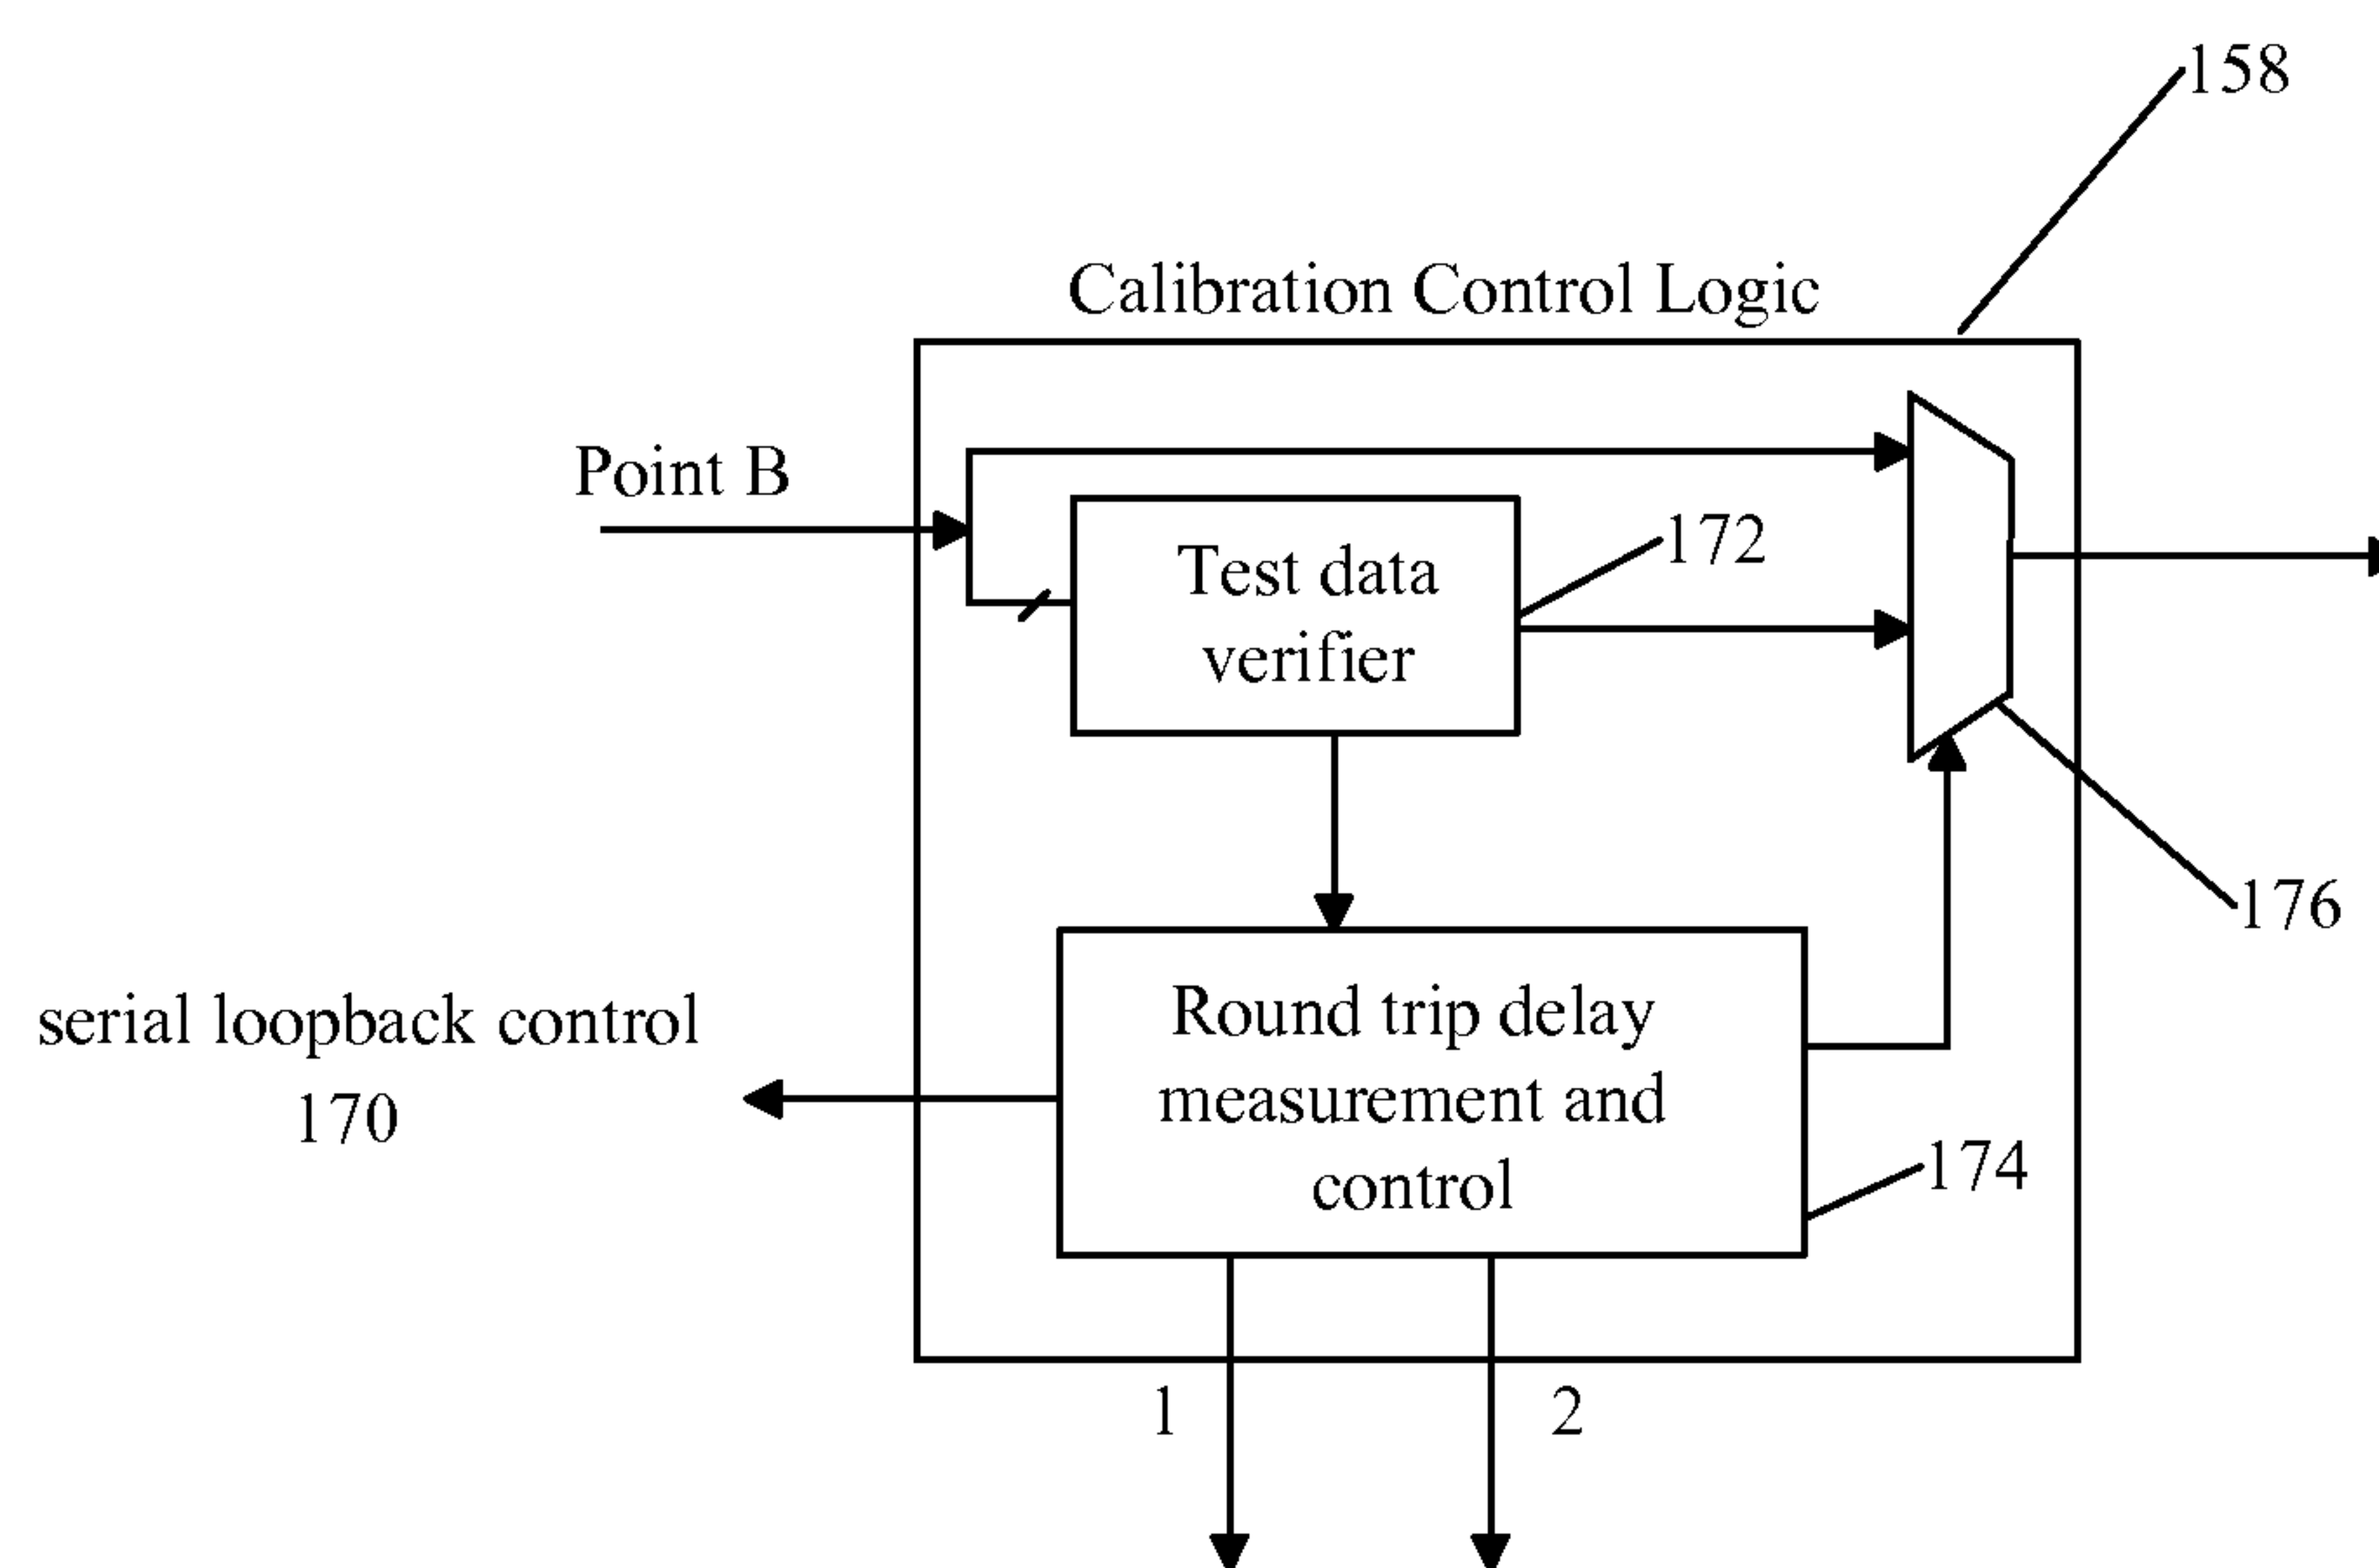 158
Calibration Control Logic
Point B
Test data
verifier
172
176
serial loopback control
170
Round trip delay
measurement and
control
174
1
2